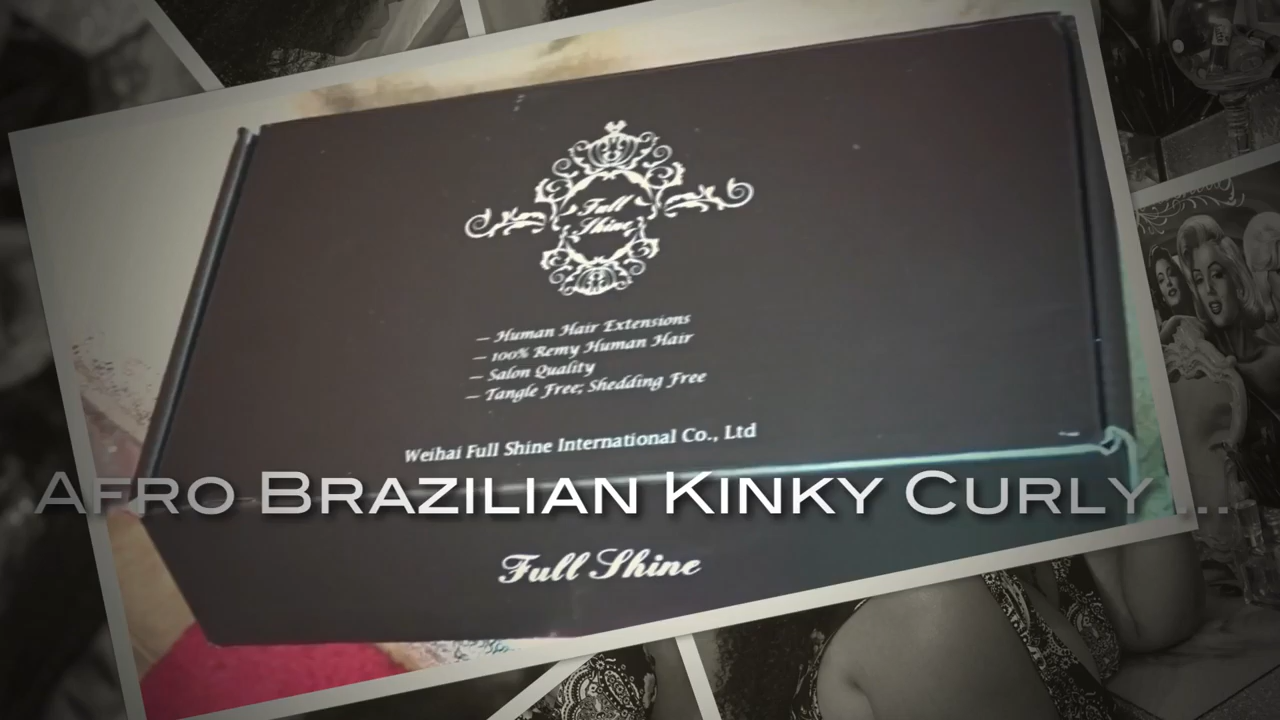 Full
Shine
— Human Hair Extensions
— 100% Remy Human Hair
— Salon Quality
— Tangle Free; Shedding Free
Weihai Full Shine International Co., Ltd
AFRO BRAZILIAN KINKY CURLY ...
Full Shine